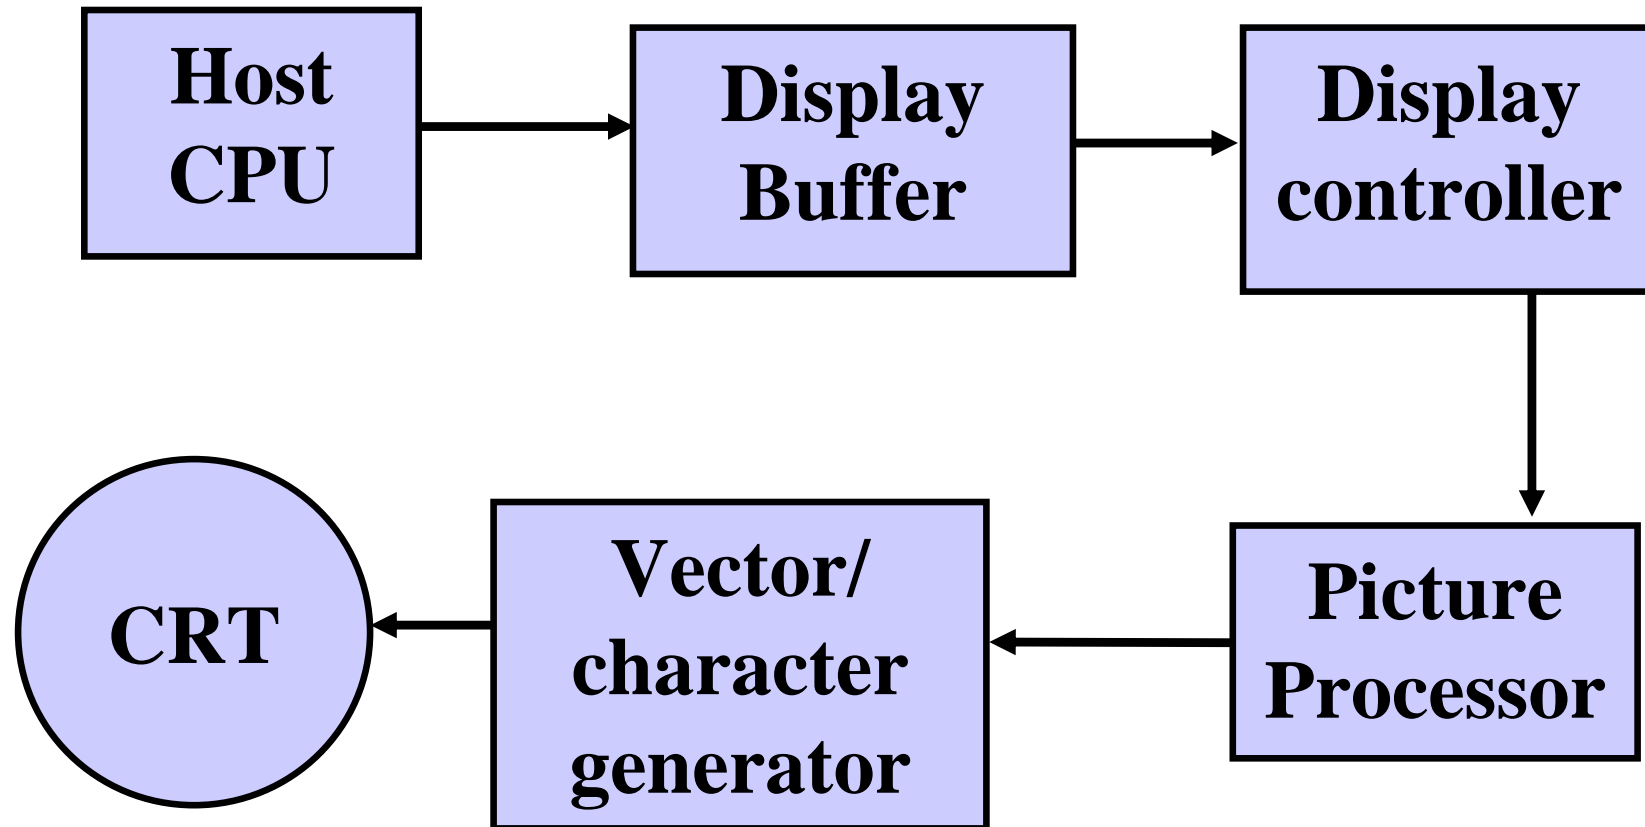 Host
CPU
Display
Buffer
Display
controller
Picture
Processor
Vector/
character
generator
CRT